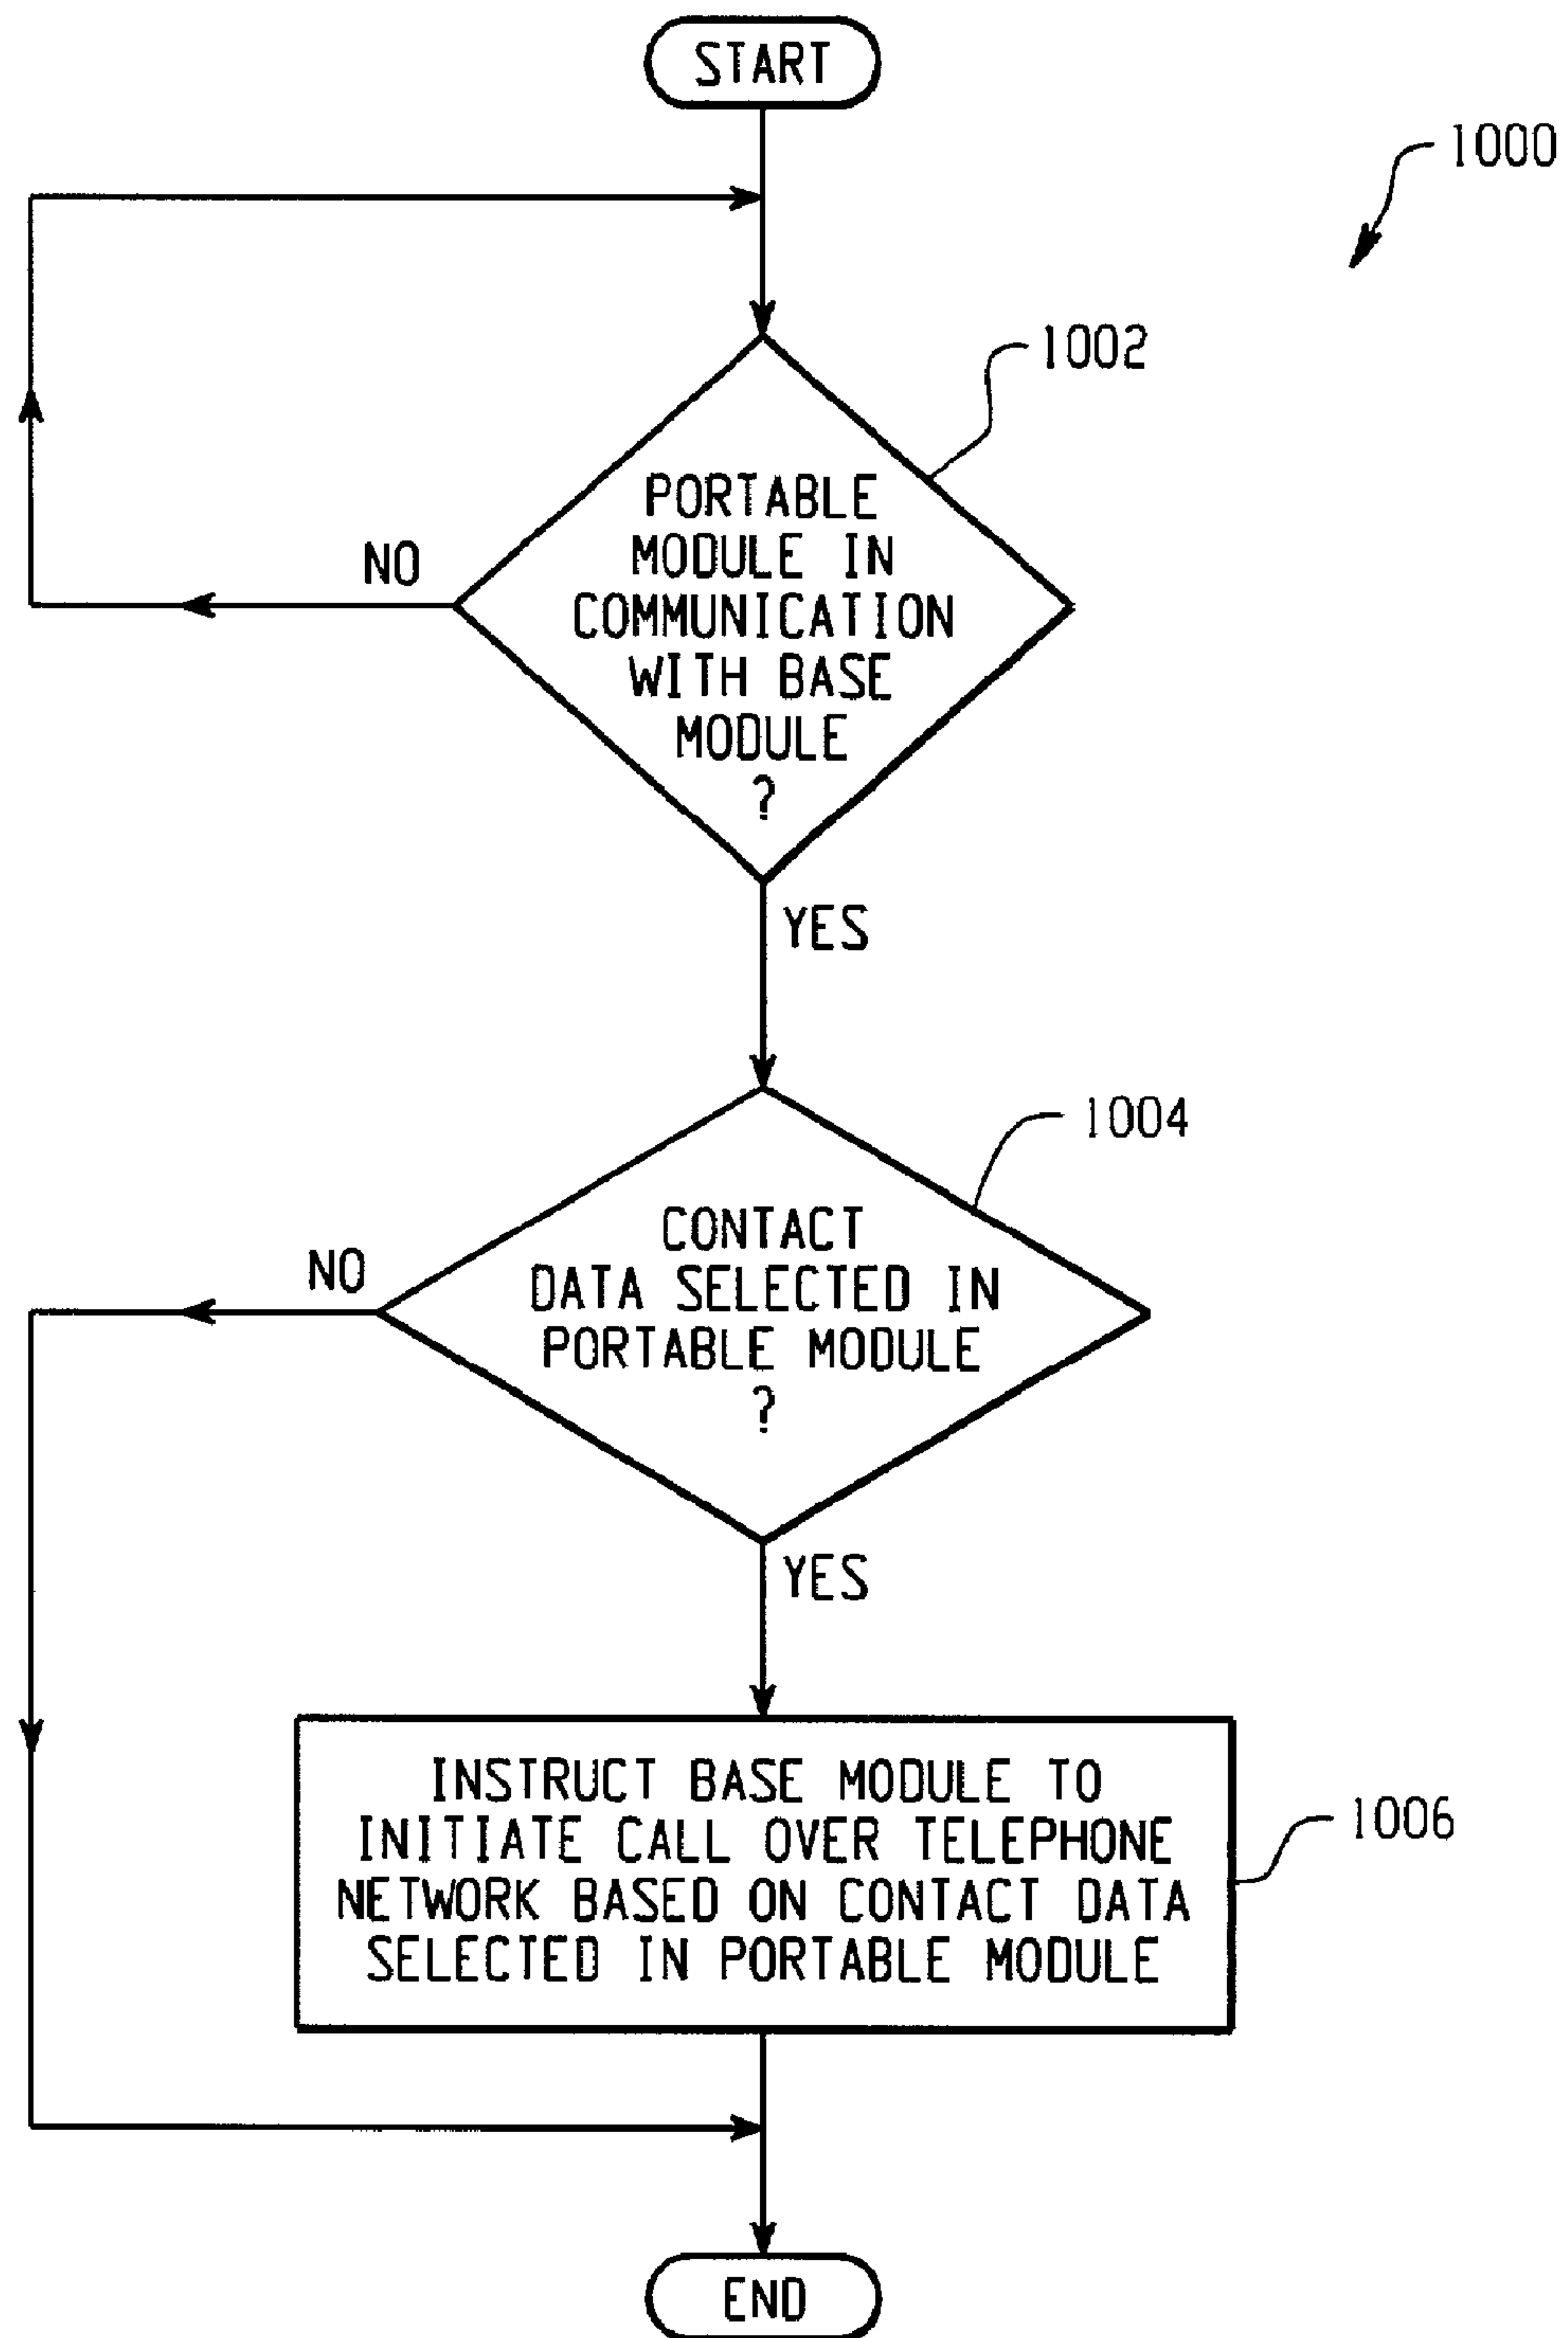 START
1000
1002
PORTABLE
MODULE IN
COMMUNICATION
WITH BASE
MODULE
?
NO
YES
1004
CONTACT
DATA SELECTED IN
PORTABLE MODULE
?
NO
YES
INSTRUCT BASE MODULE TO
INITIATE CALL OVER TELEPHONE
NETWORK BASED ON CONTACT DATA
SELECTED IN PORTABLE MODULE
1006
END